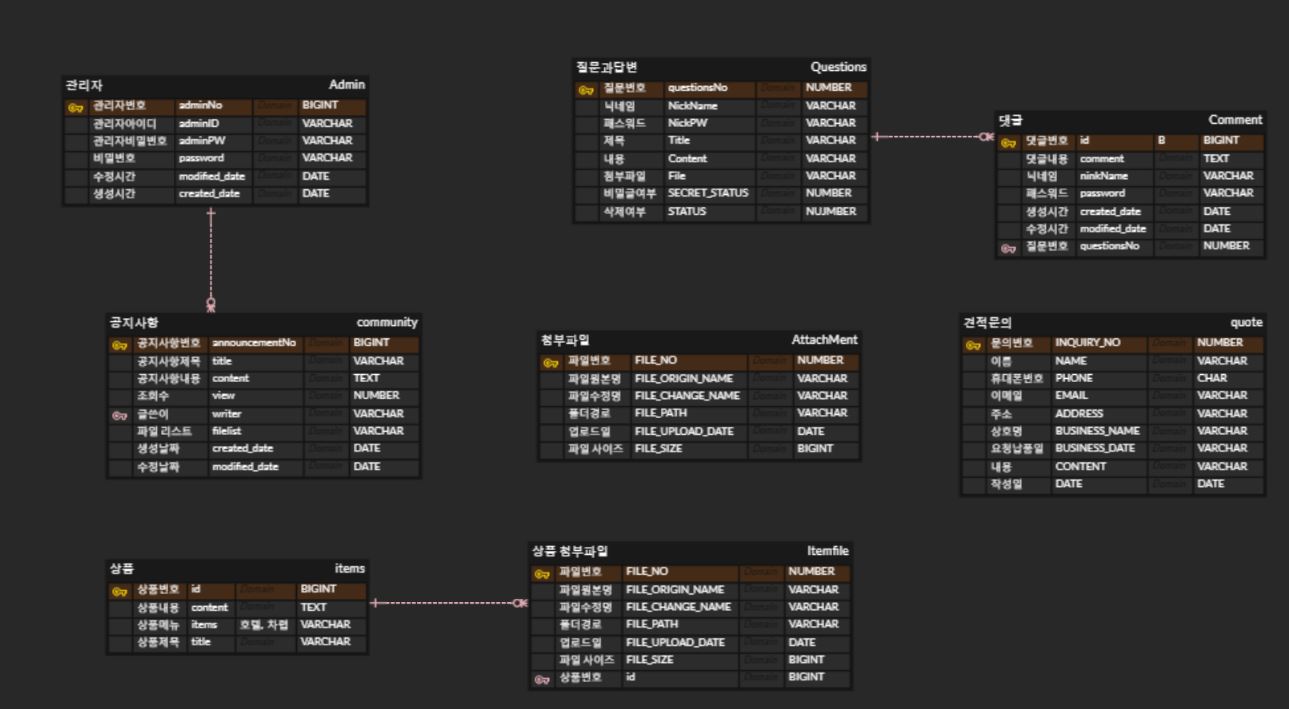 관리자 Admin
관리자번호 adminNo Domain BIGINT
관리자아이디 adminID Domain VARCHAR
관리자비밀번호 adminPW Domain VARCHAR
비밀번호 password Domain VARCHAR
수정시간 modified_date Domain DATE
생성시간 created_date Domain DATE
질문과답변 Questions
질문번호 questionsNo Domain NUMBER
닉네임 NickName Domain VARCHAR
패스워드 NickPW Domain VARCHAR
제목 Title Domain VARCHAR
내용 Content Domain VARCHAR
첨부파일 File Domain VARCHAR
비밀글여부 SECRET_STATUS Domain NUMBER
삭제여부 STATUS Domain NUJMBER
댓글 Comment
댓글번호 id B BIGINT
댓글내용 comment Domain TEXT
닉네임 ninkName Domain VARCHAR
패스워드 password Domain VARCHAR
생성시간 created_date Domain DATE
수정시간 modified_date Domain DATE
질문번호 questionsNo Domain NUMBER
공지사항 community
공지사항번호 announcementNo Domain BIGINT
공지사항제목 title Domain VARCHAR
공지사항내용 content Domain TEXT
조회수 view Domain NUMBER
글쓴이 writer Domain VARCHAR
파일 리스트 filelist Domain VARCHAR
생성날짜 created_date Domain DATE
수정날짜 modified_date Domain DATE
첨부파일 AttachMent
파일번호 FILE_NO Domain NUMBER
파일원본명 FILE_ORIGIN_NAME Domain VARCHAR
파일수정명 FILE_CHANGE_NAME Domain VARCHAR
폴더경로 FILE_PATH Domain VARCHAR
업로드일 FILE_UPLOAD_DATE Domain DATE
파일 사이즈 FILE_SIZE Domain BIGINT
견적문의 quote
문의번호 INQUIRY_NO Domain NUMBER
이름 NAME Domain VARCHAR
휴대폰번호 PHONE Domain CHAR
이메일 EMAIL Domain VARCHAR
주소 ADDRESS Domain VARCHAR
상호명 BUSINESS_NAME Domain VARCHAR
요청납품일 BUSINESS_DATE Domain VARCHAR
내용 CONTENT Domain VARCHAR
작성일 DATE Domain DATE
상품 items
상품번호 id Domain BIGINT
상품내용 content Domain TEXT
상품메뉴 items 호텔, 차렵 VARCHAR
상품제목 title Domain VARCHAR
상품 첨부파일 Itemfile
파일번호 FILE_NO Domain NUMBER
파일원본명 FILE_ORIGIN_NAME Domain VARCHAR
파일수정명 FILE_CHANGE_NAME Domain VARCHAR
폴더경로 FILE_PATH Domain VARCHAR
업로드일 FILE_UPLOAD_DATE Domain DATE
파일 사이즈 FILE_SIZE Domain BIGINT
상품번호 id Domain BIGINT